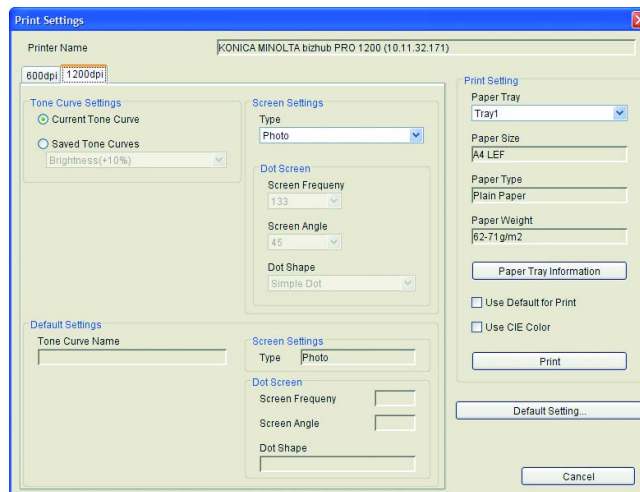 Print Settings
Printer Name
KONICA MINOLTA bizhub PRO 1200 (10.11.32.171)
600dpi
1200dpi
Tone Curve Settings
Current Tone Curve
Saved Tone Curves
Brightness(+10%)
Screen Settings
Type
Photo
Dot Screen
Screen Frequeny
133
Screen Angle
45
Dot Shape
Simple Dot
Default Settings
Tone Curve Name
Screen Settings
Type Photo
Dot Screen
Screen Frequeny
Screen Angle
Dot Shape
Print Setting
Paper Tray
Tray1
Paper Size
A4 LEF
Paper Type
Plain Paper
Paper Weight
62-71g/m2
Paper Tray Information
Use Default for Print
Use CIE Color
Print
Default Setting...
Cancel